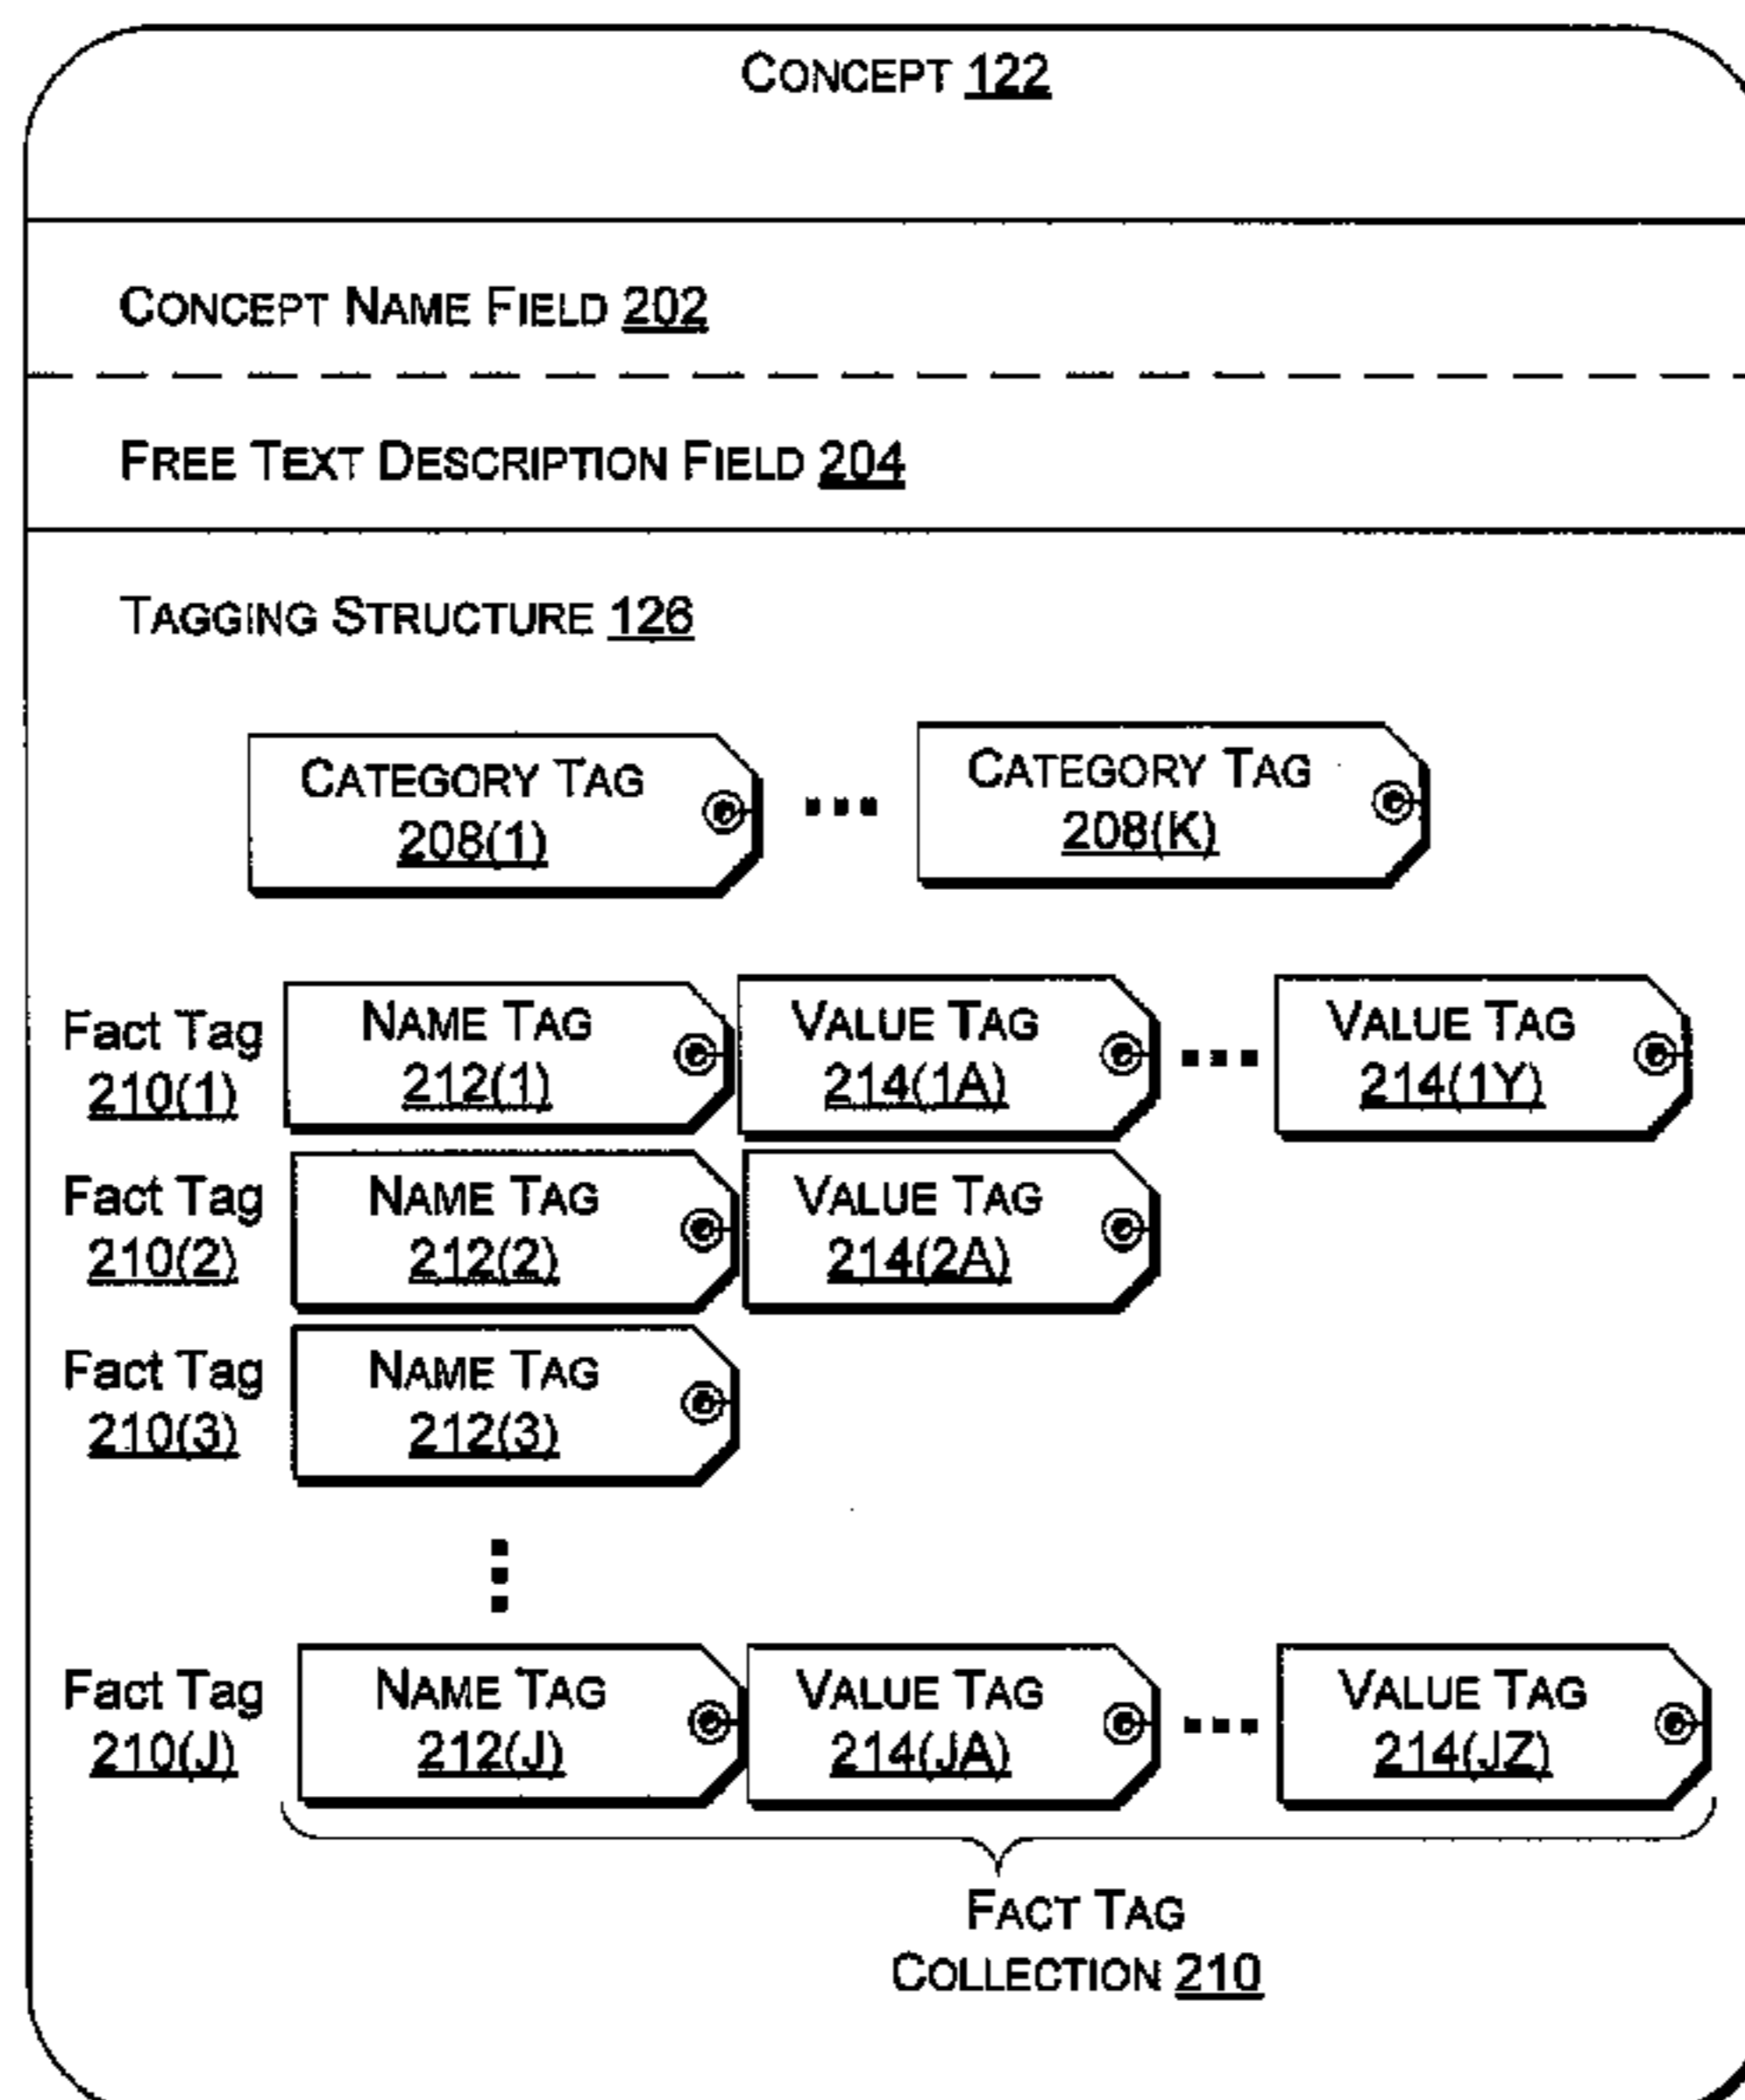 CONCEPT 122
CONCEPT NAME FIELD 202
FREE TEXT DESCRIPTION FIELD 204
TAGGING STRUCTURE 126
CATEGORY TAG
208(1)
...
CATEGORY TAG
208(K)
Fact Tag
210(1)
NAME TAG
212(1)
VALUE TAG
214(1A)
...
VALUE TAG
214(1Y)
Fact Tag
210(2)
NAME TAG
212(2)
VALUE TAG
214(2A)
Fact Tag
210(3)
NAME TAG
212(3)
Fact Tag
210(J)
NAME TAG
212(J)
VALUE TAG
214(JA)
...
VALUE TAG
214(JZ)
FACT TAG
COLLECTION 210